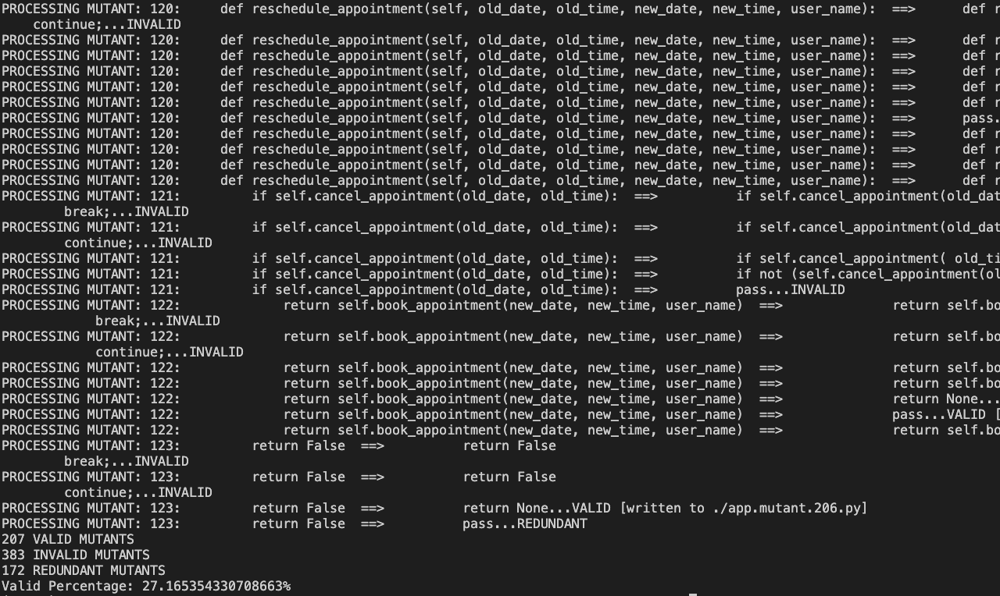 PROCESSING MUTANT: 120:     def reschedule_appointment(self, old_date, old_time, new_date, new_time, user_name):  ==>      def r
    continue;...INVALID
PROCESSING MUTANT: 120:     def reschedule_appointment(self, old_date, old_time, new_date, new_time, user_name):  ==>      def r
PROCESSING MUTANT: 120:     def reschedule_appointment(self, old_date, old_time, new_date, new_time, user_name):  ==>      def r
PROCESSING MUTANT: 120:     def reschedule_appointment(self, old_date, old_time, new_date, new_time, user_name):  ==>      def r
PROCESSING MUTANT: 120:     def reschedule_appointment(self, old_date, old_time, new_date, new_time, user_name):  ==>      def r
PROCESSING MUTANT: 120:     def reschedule_appointment(self, old_date, old_time, new_date, new_time, user_name):  ==>      def r
PROCESSING MUTANT: 120:     def reschedule_appointment(self, old_date, old_time, new_date, new_time, user_name):  ==>      pass.
PROCESSING MUTANT: 120:     def reschedule_appointment(self, old_date, old_time, new_date, new_time, user_name):  ==>      def r
PROCESSING MUTANT: 120:     def reschedule_appointment(self, old_date, old_time, new_date, new_time, user_name):  ==>      def r
PROCESSING MUTANT: 120:     def reschedule_appointment(self, old_date, old_time, new_date, new_time, user_name):  ==>      def r
PROCESSING MUTANT: 120:     def reschedule_appointment(self, old_date, old_time, new_date, new_time, user_name):  ==>      def r
PROCESSING MUTANT: 121:         if self.cancel_appointment(old_date, old_time):  ==>          if self.cancel_appointment(old_dat
        break;...INVALID
PROCESSING MUTANT: 121:         if self.cancel_appointment(old_date, old_time):  ==>          if self.cancel_appointment(old_dat
        continue;...INVALID
PROCESSING MUTANT: 121:         if self.cancel_appointment(old_date, old_time):  ==>          if self.cancel_appointment( old_ti
PROCESSING MUTANT: 121:         if self.cancel_appointment(old_date, old_time):  ==>          if not (self.cancel_appointment(ol
PROCESSING MUTANT: 121:         if self.cancel_appointment(old_date, old_time):  ==>          pass...INVALID
PROCESSING MUTANT: 122:             return self.book_appointment(new_date, new_time, user_name)  ==>              return self.bo
            break;...INVALID
PROCESSING MUTANT: 122:             return self.book_appointment(new_date, new_time, user_name)  ==>              return self.bo
            continue;...INVALID
PROCESSING MUTANT: 122:             return self.book_appointment(new_date, new_time, user_name)  ==>              return self.bo
PROCESSING MUTANT: 122:             return self.book_appointment(new_date, new_time, user_name)  ==>              return self.bo
PROCESSING MUTANT: 122:             return self.book_appointment(new_date, new_time, user_name)  ==>              return None...
PROCESSING MUTANT: 122:             return self.book_appointment(new_date, new_time, user_name)  ==>              pass...VALID [
PROCESSING MUTANT: 122:             return self.book_appointment(new_date, new_time, user_name)  ==>              return self.bo
PROCESSING MUTANT: 123:         return False  ==>          return False
        break;...INVALID
PROCESSING MUTANT: 123:         return False  ==>          return False
        continue;...INVALID
PROCESSING MUTANT: 123:         return False  ==>          return None...VALID [written to ./app.mutant.206.py]
PROCESSING MUTANT: 123:         return False  ==>          pass...REDUNDANT
207 VALID MUTANTS
383 INVALID MUTANTS
172 REDUNDANT MUTANTS
Valid Percentage: 27.165354330708663%